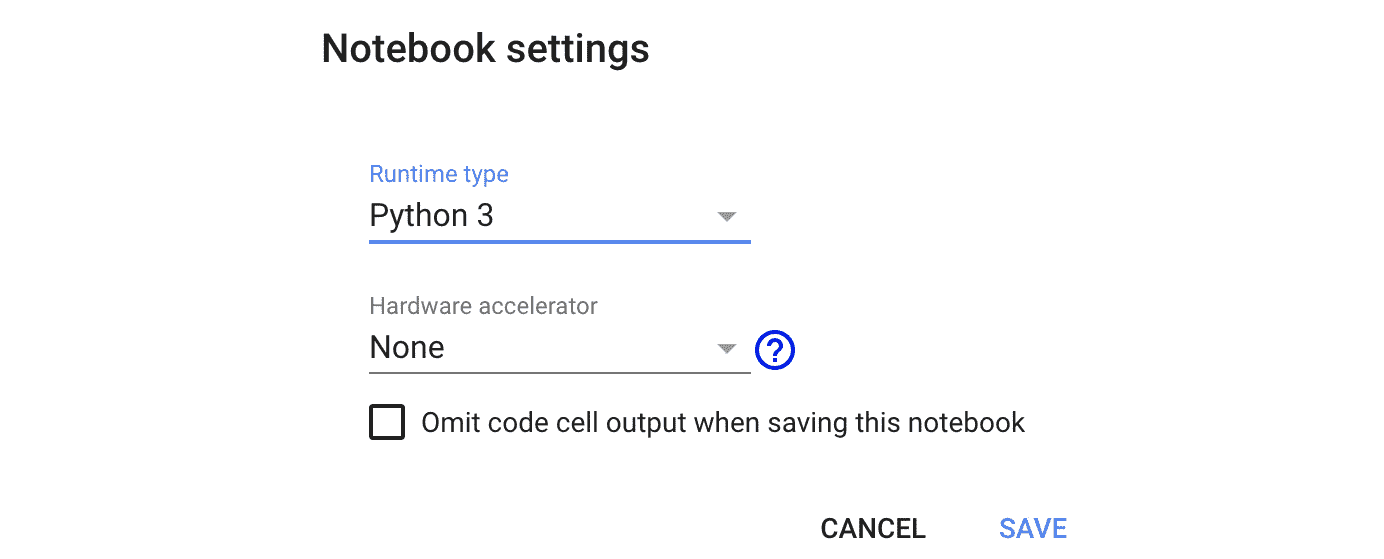 Notebook settings
Runtime type
Python 3
Hardware accelerator
None
?
Omit code cell output when saving this notebook
CANCEL SAVE